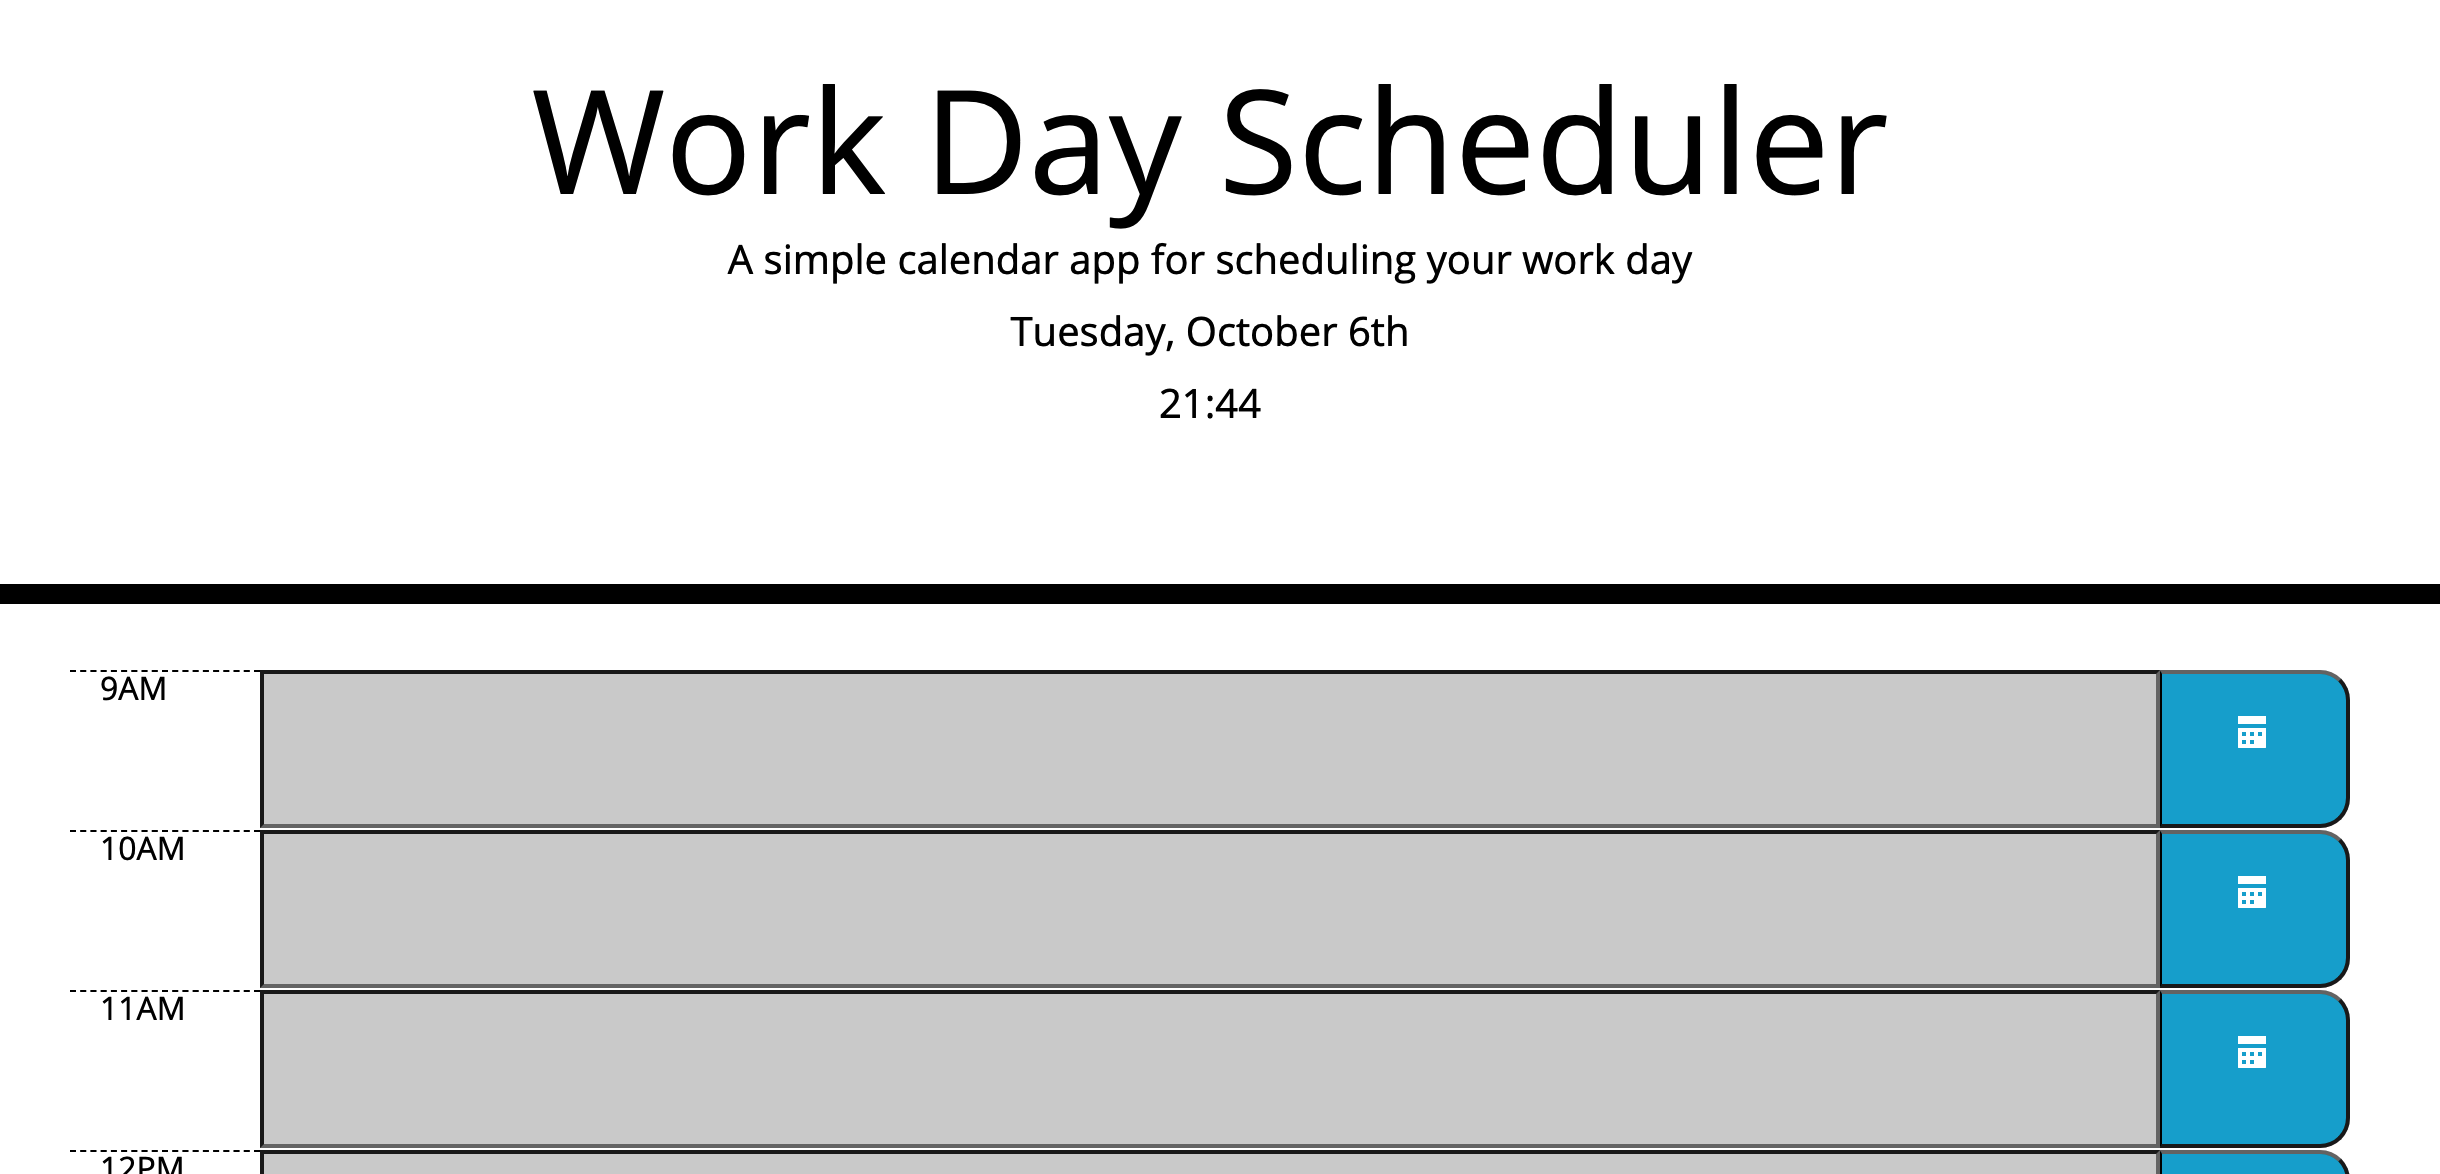 Work Day Scheduler
A simple calendar app for scheduling your work day
Tuesday, October 6th
21:44
9AM
10AM
11AM
12PM